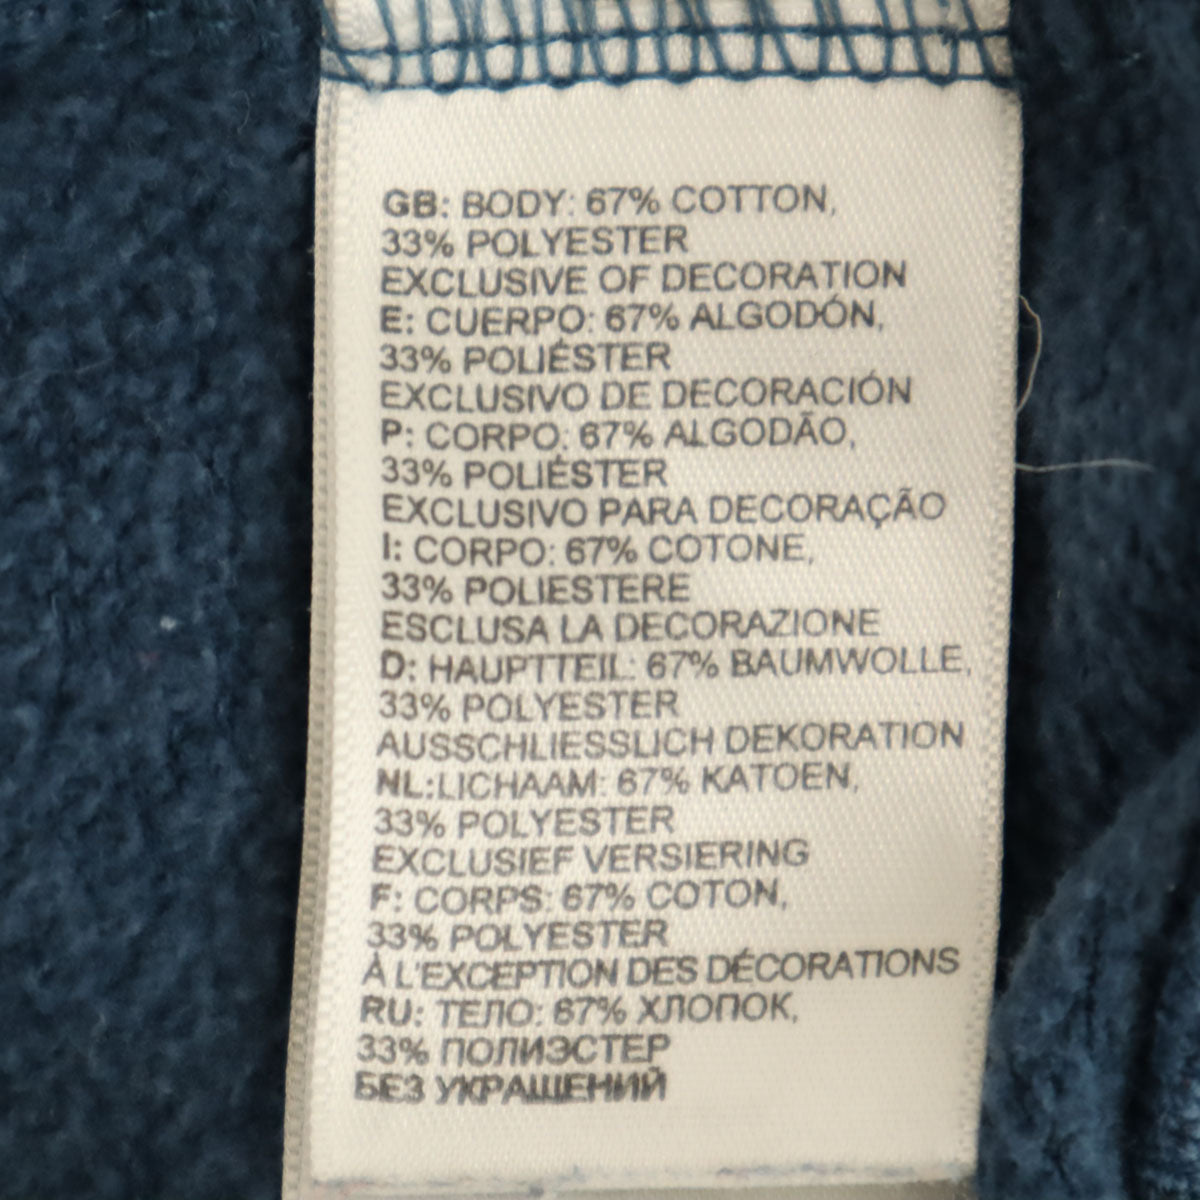 GB: BODY: 67% COTTON,
33% POLYESTER
EXCLUSIVE OF DECORATION
E: CUERPO: 67% ALGODÓN,
33% POLIÉSTER
EXCLUSIVO DE DECORACIÓN
P: CORPO: 67% ALGODÃO,
33% POLIÉSTER
EXCLUSIVO PARA DECORAÇÃO
I: CORPO: 67% COTONE,
33% POLIESTERE
ESCLUSA LA DECORAZIONE
D: HAUPTTEIL: 67% BAUMWOLLE,
33% POLYESTER
AUSSCHLIESSLICH DEKORATION
NL:LICHAAM: 67% KATOEN,
33% POLYESTER
EXCLUSIEF VERSIERING
F: CORPS: 67% COTON,
33% POLYESTER
À L'EXCEPTION DES DÉCORATIONS
RU: ТЕЛО: 67% ХЛОПОК,
33% ПОЛИЭСТЕР
БЕЗ УКРАШЕНИЙ